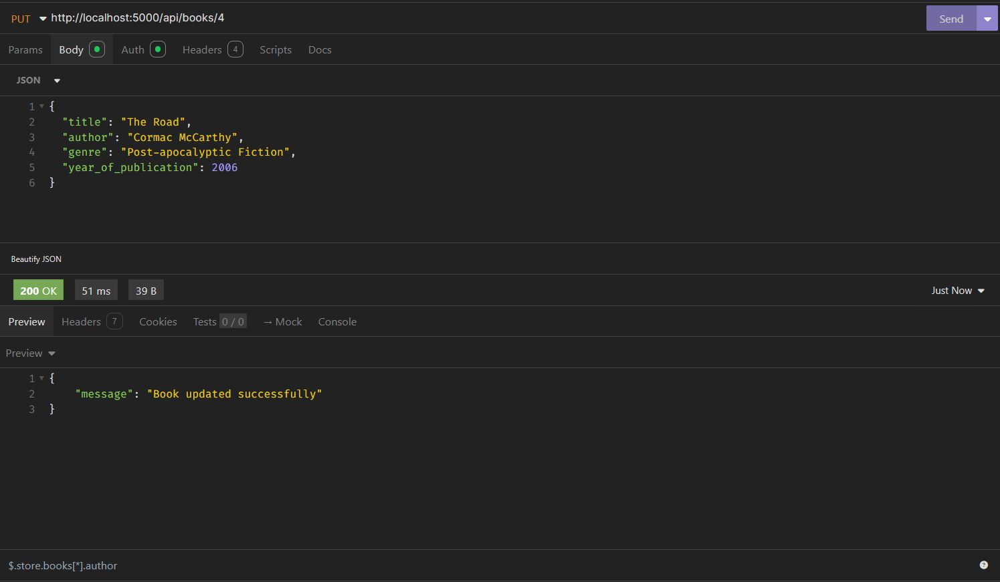 PUT http://localhost:5000/api/books/4 Send
Params Body Auth Headers 4 Scripts Docs
JSON
1 {
2 "title": "The Road",
3 "author": "Cormac McCarthy",
4 "genre": "Post-apocalyptic Fiction",
5 "year_of_publication": 2006
6 }
Beautify JSON
200 OK 51 ms 39 B Just Now
Preview Headers 7 Cookies Tests 0 / 0 → Mock Console
Preview
1 {
2 "message": "Book updated successfully"
3 }
$.store.books[*].author ?